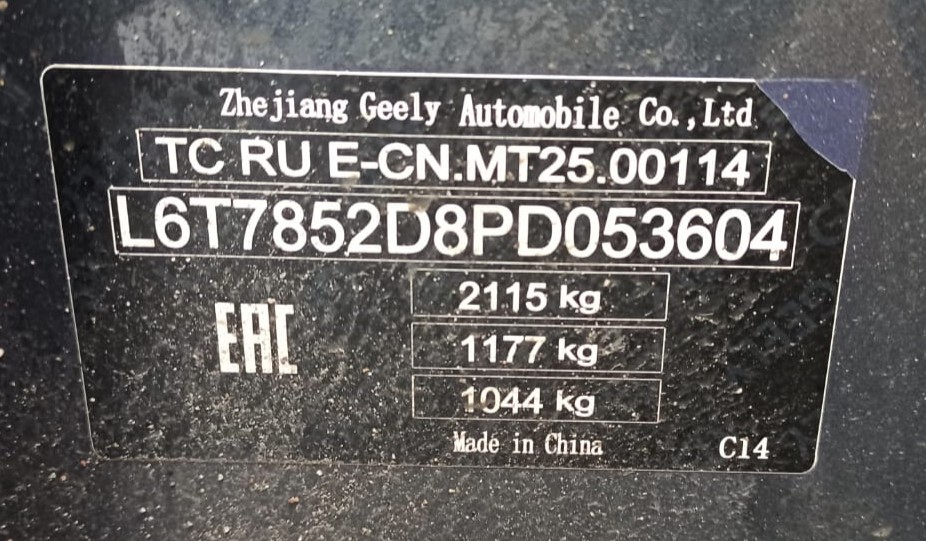 Zhejiang Geely Automobile Co.,Ltd
TC RU E-CN.MT25.00114
L6T7852D8PD053604
2115 kg
EAC
1177 kg
1044 kg
Made in China
C14